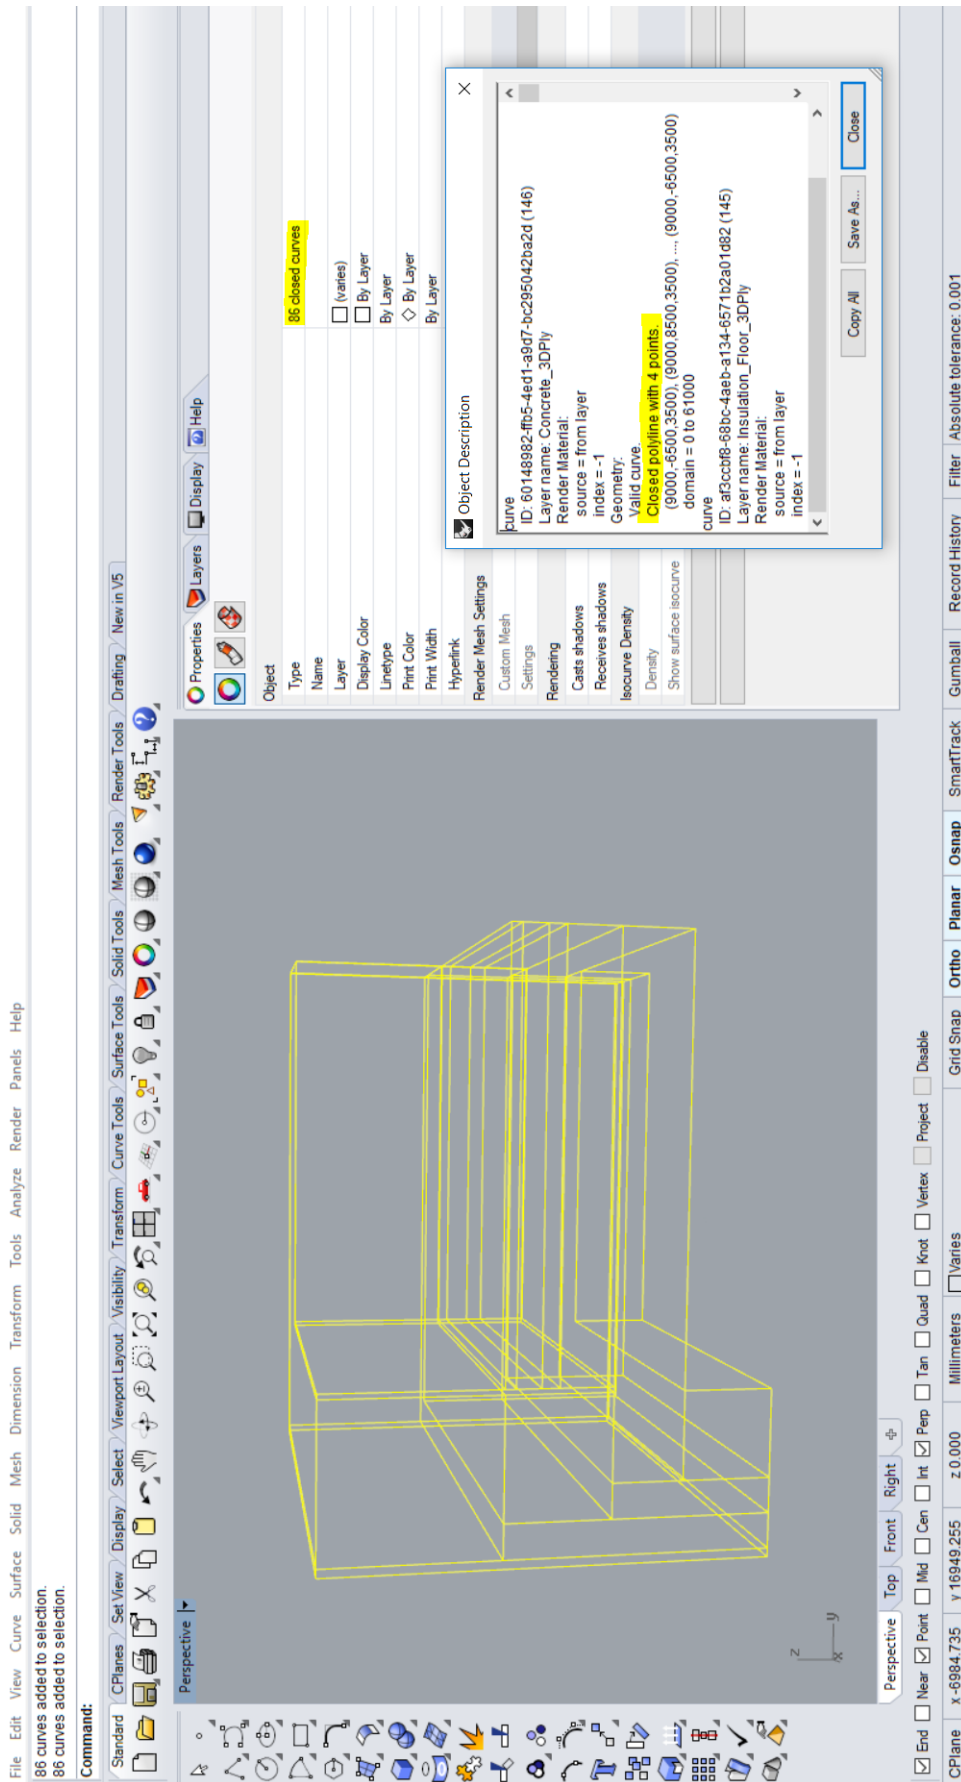 File Edit View Curve Surface Solid Mesh Dimension Transform Tools Analyze Render Panels Help
86 curves added to selection.
86 curves added to selection.
Command:
Standard CPlanes Set View Display Select Viewport Layout Visibility Transform Curve Tools Surface Tools Solid Tools Mesh Tools Render Tools Drafting New in V5
Perspective
z
y
x
Properties Layers Display Help
Object
Type 86 closed curves
Name
Layer (varies)
Display Color By Layer
Linetype By Layer
Print Color By Layer
Print Width By Layer
Hyperlink
Render Mesh Settings
Custom Mesh
Settings
Rendering
Casts shadows
Receives shadows
Isocurve Density
Density
Show surface isocurve
Object Description
curve
ID: 60148982-ffb5-4ed1-a9d7-bc295042ba2d (146)
Layer name: Concrete_3DPly
Render Material:
source = from layer
index = -1
Geometry:
Valid curve.
Closed polyline with 4 points.
(9000,-6500,3500), (9000,8500,3500), ..., (9000,-6500,3500)
domain = 0 to 61000
curve
ID: af3ccbf8-68bc-4aeb-a134-6571b2a01d82 (145)
Layer name: Insulation_Floor_3DPly
Render Material:
source = from layer
index = -1
Copy All Save As... Close
Perspective Top Front Right
End Near Point Mid Cen Int Perp Tan Quad Knot Vertex Project Disable
CPlane x -6984.735 y 16949.255 z 0.000 Millimeters Varies Grid Snap Ortho Planar Osnap SmartTrack Gumball Record History Filter Absolute tolerance: 0.001